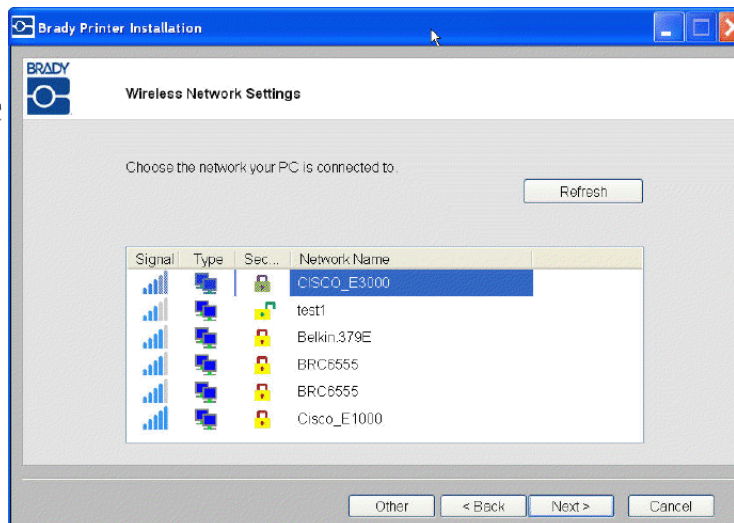 Brady Printer Installation
BRADY
Wireless Network Settings
Choose the network your PC is connected to.
Refresh
Signal Type Sec... Network Name
CISCO_E3000
test1
Belkin.379E
BRC6555
BRC6555
Cisco_E1000
Other < Back Next > Cancel